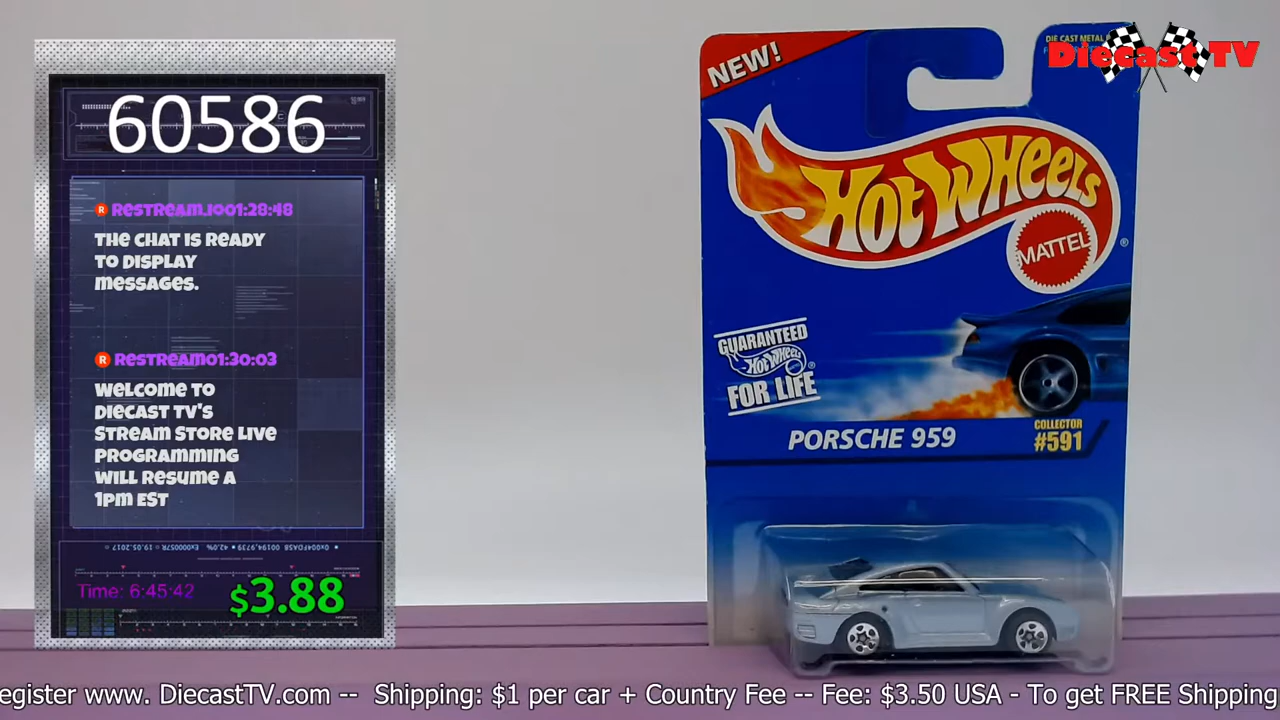 60586
Restream.io01:28:48
The chat is ready
to display
messages.
Restream01:30:03
Welcome to
Diecast TV's
Stream Store Live
programming
will resume a
1pm EST
Time: 6:45:42
$3.88
NEW!
DIE CAST METAL
Diecast TV
HOT WHEELS
MATTEL
®
GUARANTEED
HOT WHEELS
FOR LIFE
PORSCHE 959
COLLECTOR
#591
egister www. DiecastTV.com -- Shipping: $1 per car + Country Fee -- Fee: $3.50 USA - To get FREE Shipping